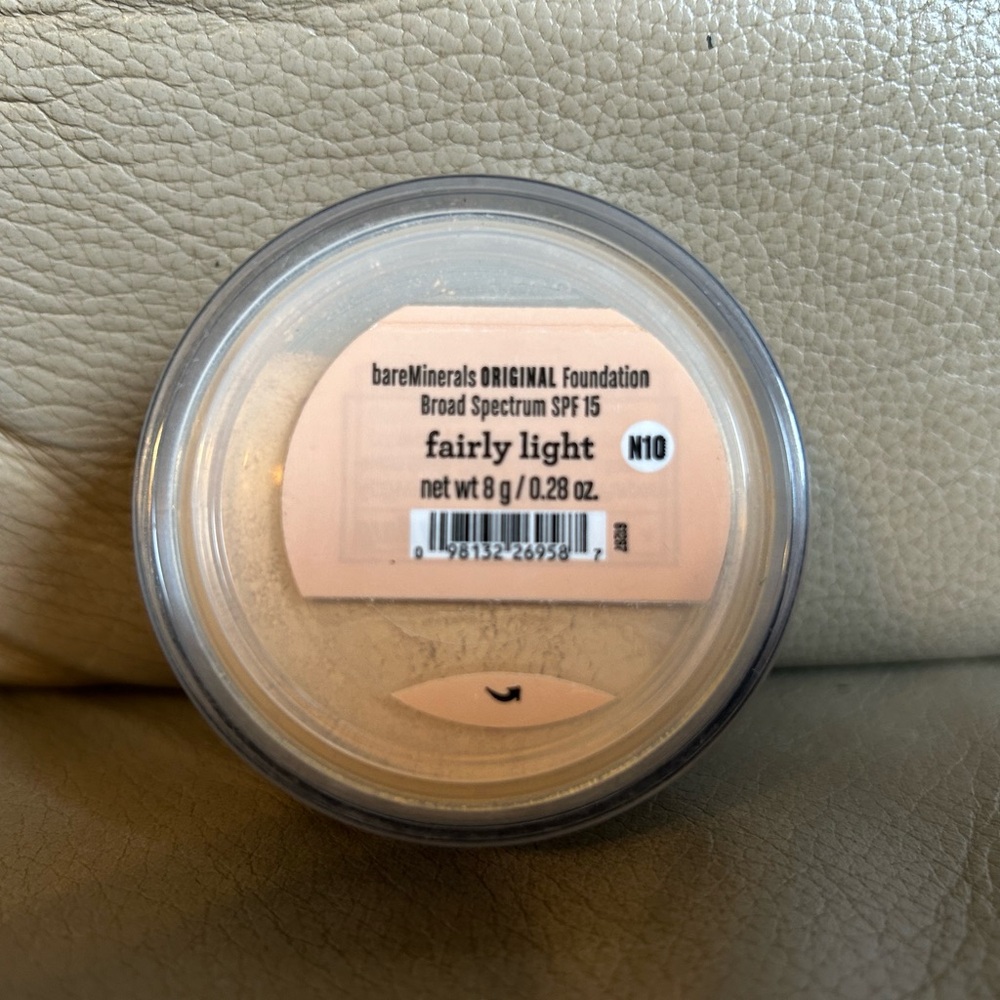 bareMinerals ORIGINAL Foundation
Broad Spectrum SPF 15
fairly light
N10
net wt 8 g / 0.28 oz.
0 98132 26958 7